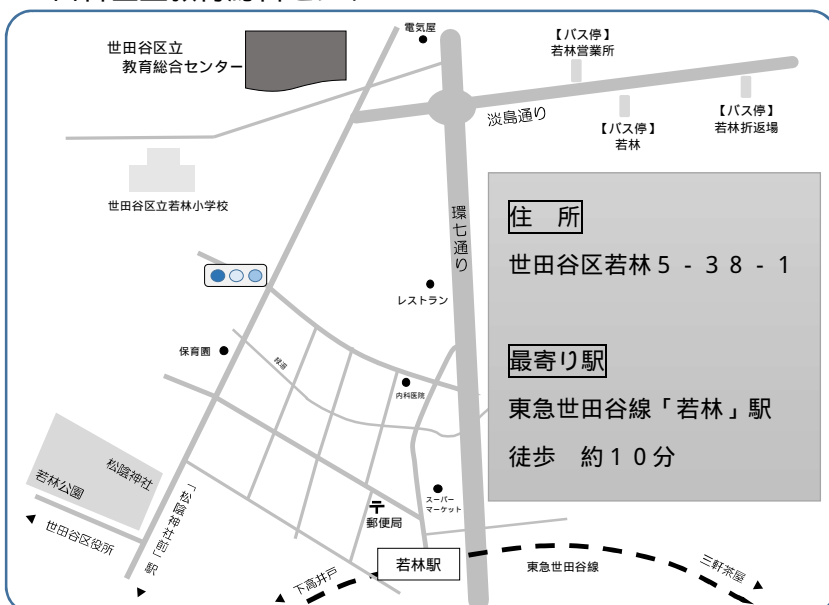 電気屋
【バス停】
若林営業所
世田谷区立
教育総合センター
淡島通り
【バス停】
若林
【バス停】
若林折返場
世田谷区立若林小学校
環七通り
住　所
世田谷区若林５‐３８‐１
レストラン
最寄り駅
東急世田谷線「若林」駅
徒歩　約１０分
保育園
緑道
内科医院
松陰神社
若林公園
世田谷区役所
「松陰神社前」駅
スーパー
マーケット
〒
郵便局
若林駅
下高井戸
東急世田谷線
三軒茶屋